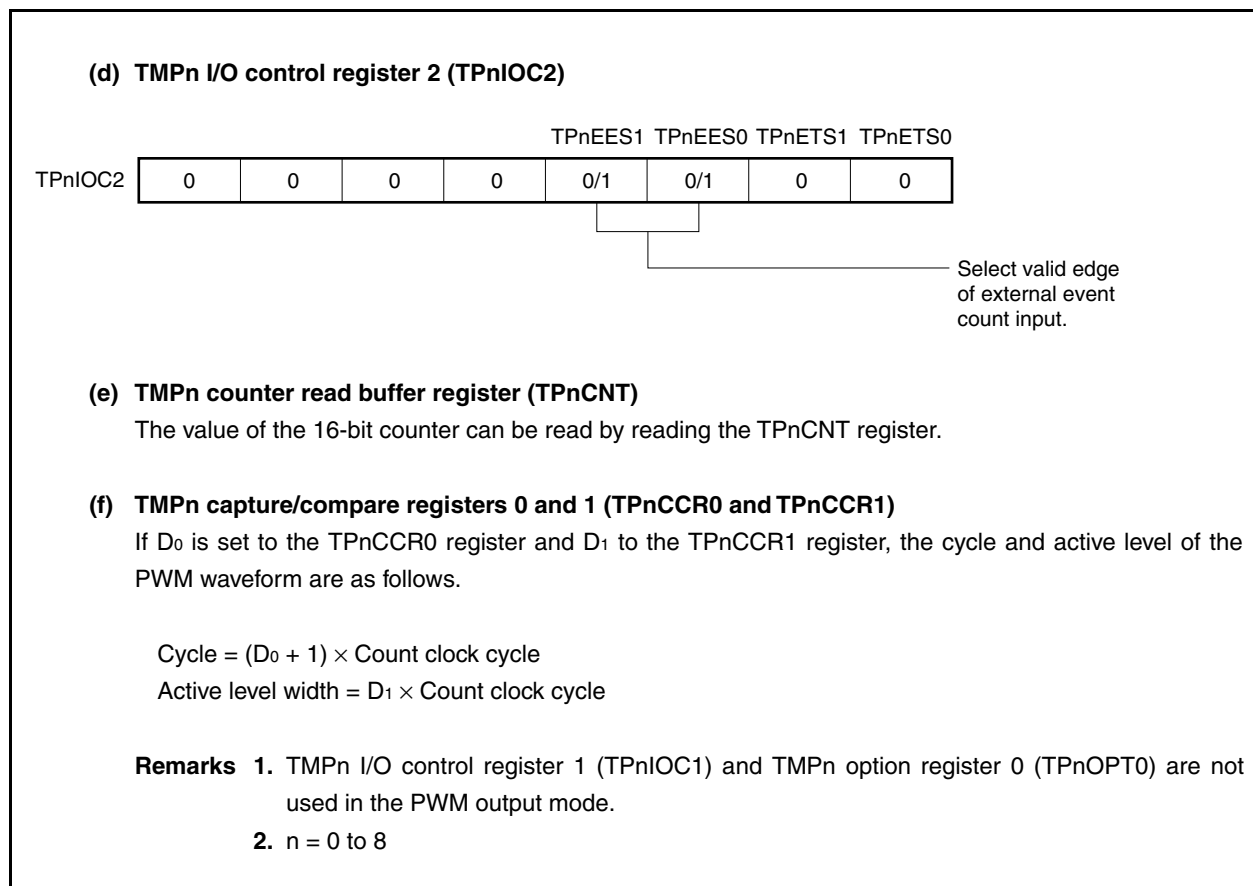 (d) TMPn I/O control register 2 (TPnIOC2)
TPnEES1 TPnEES0 TPnETS1 TPnETS0
TPnIOC2 0 0 0 0 0/1 0/1 0 0
Select valid edge
of external event
count input.
(e) TMPn counter read buffer register (TPnCNT)
The value of the 16-bit counter can be read by reading the TPnCNT register.
(f) TMPn capture/compare registers 0 and 1 (TPnCCR0 and TPnCCR1)
If D0 is set to the TPnCCR0 register and D1 to the TPnCCR1 register, the cycle and active level of the
PWM waveform are as follows.
Cycle = (D0 + 1) × Count clock cycle
Active level width = D1 × Count clock cycle
Remarks 1. TMPn I/O control register 1 (TPnIOC1) and TMPn option register 0 (TPnOPT0) are not
used in the PWM output mode.
2. n = 0 to 8